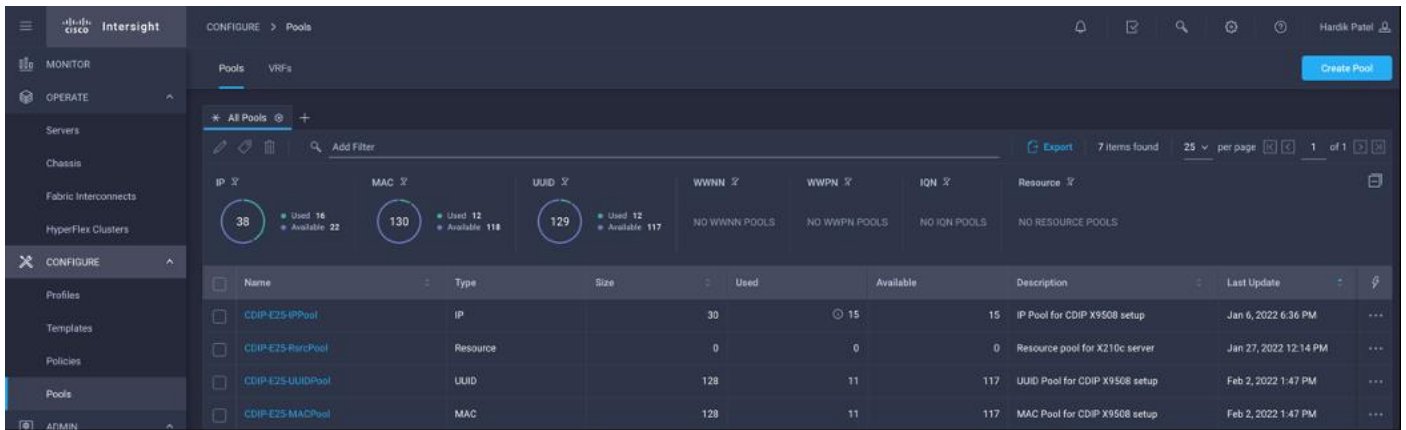 cisco Intersight CONFIGURE > Pools Hardik Patel
MONITOR
Pools VRFs Create Pool
OPERATE
All Pools +
Servers
Add Filter Export 7 items found 25 per page 1 of 1
Chassis
IP MAC UUID WWNN WWPN IQN Resource
Fabric Interconnects
38 Used 16 130 Used 12 129 Used 12 NO WWNN POOLS NO WWPN POOLS NO IQN POOLS NO RESOURCE POOLS
Available 22 Available 118 Available 117
HyperFlex Clusters
CONFIGURE
Name Type Size Used Available Description Last Update
Profiles
CDIP-E25-IPPool IP 30 15 15 IP Pool for CDIP X9508 setup Jan 6, 2022 6:36 PM
Templates
CDIP-E25-RsrcPool Resource 0 0 0 Resource pool for X210c server Jan 27, 2022 12:14 PM
Policies
CDIP-E25-UUIDPool UUID 128 11 117 UUID Pool for CDIP X9508 setup Feb 2, 2022 1:47 PM
Pools
CDIP-E25-MACPool MAC 128 11 117 MAC Pool for CDIP X9508 setup Feb 2, 2022 1:47 PM
ADMIN